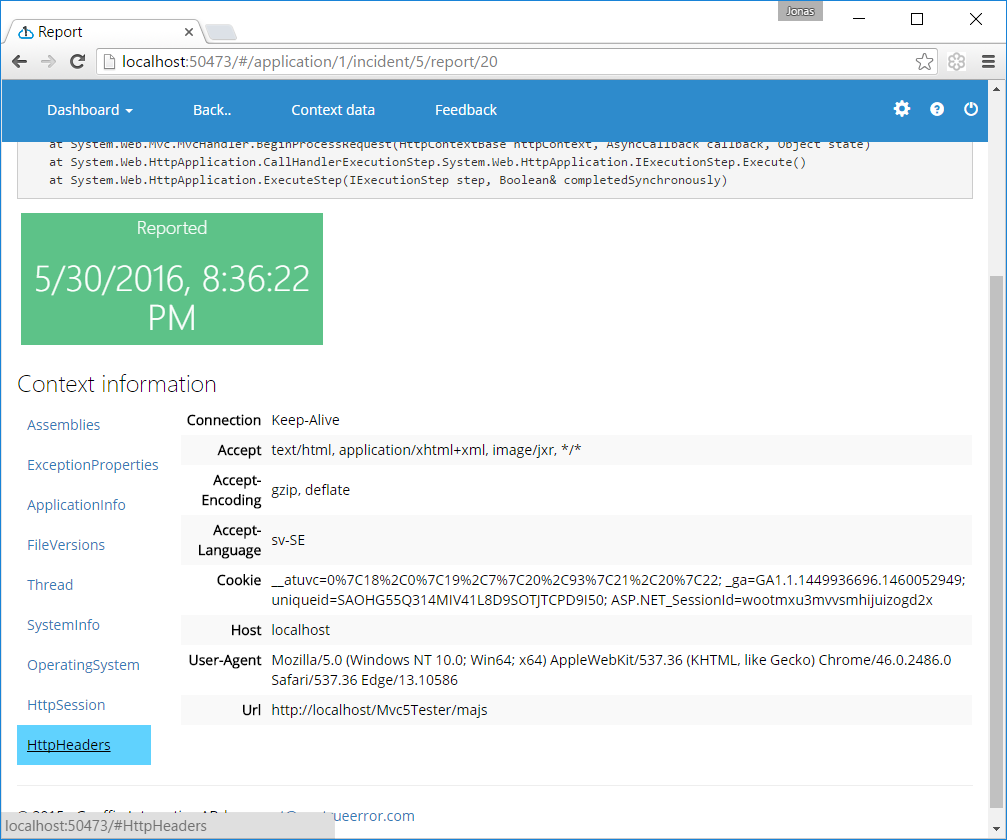 Jonas
Report
localhost:50473/#/application/1/incident/5/report/20
Dashboard Back.. Context data Feedback
at System.Web.Mvc.MvcHandler.BeginProcessRequest(HttpContextBase httpContext, AsyncCallback callback, Object state)
at System.Web.HttpApplication.CallHandlerExecutionStep.System.Web.HttpApplication.IExecutionStep.Execute()
at System.Web.HttpApplication.ExecuteStep(IExecutionStep step, Boolean& completedSynchronously)
Reported
5/30/2016, 8:36:22
PM
Context information
Assemblies
ExceptionProperties
ApplicationInfo
FileVersions
Thread
SystemInfo
OperatingSystem
HttpSession
HttpHeaders
Connection Keep-Alive
Accept text/html, application/xhtml+xml, image/jxr, */*
Accept-
Encoding gzip, deflate
Accept-
Language sv-SE
Cookie __atuvc=0%7C18%2C0%7C19%2C7%7C20%2C93%7C21%2C20%7C22; _ga=GA1.1.1449936696.1460052949;
uniqueid=SAOHG55Q314MIV41L8D9SOTJTCPD9I50; ASP.NET_SessionId=wootmxu3mvvsmhijuizogd2x
Host localhost
User-Agent Mozilla/5.0 (Windows NT 10.0; Win64; x64) AppleWebKit/537.36 (KHTML, like Gecko) Chrome/46.0.2486.0
Safari/537.36 Edge/13.10586
Url http://localhost/Mvc5Tester/majs
localhost:50473/#HttpHeaders